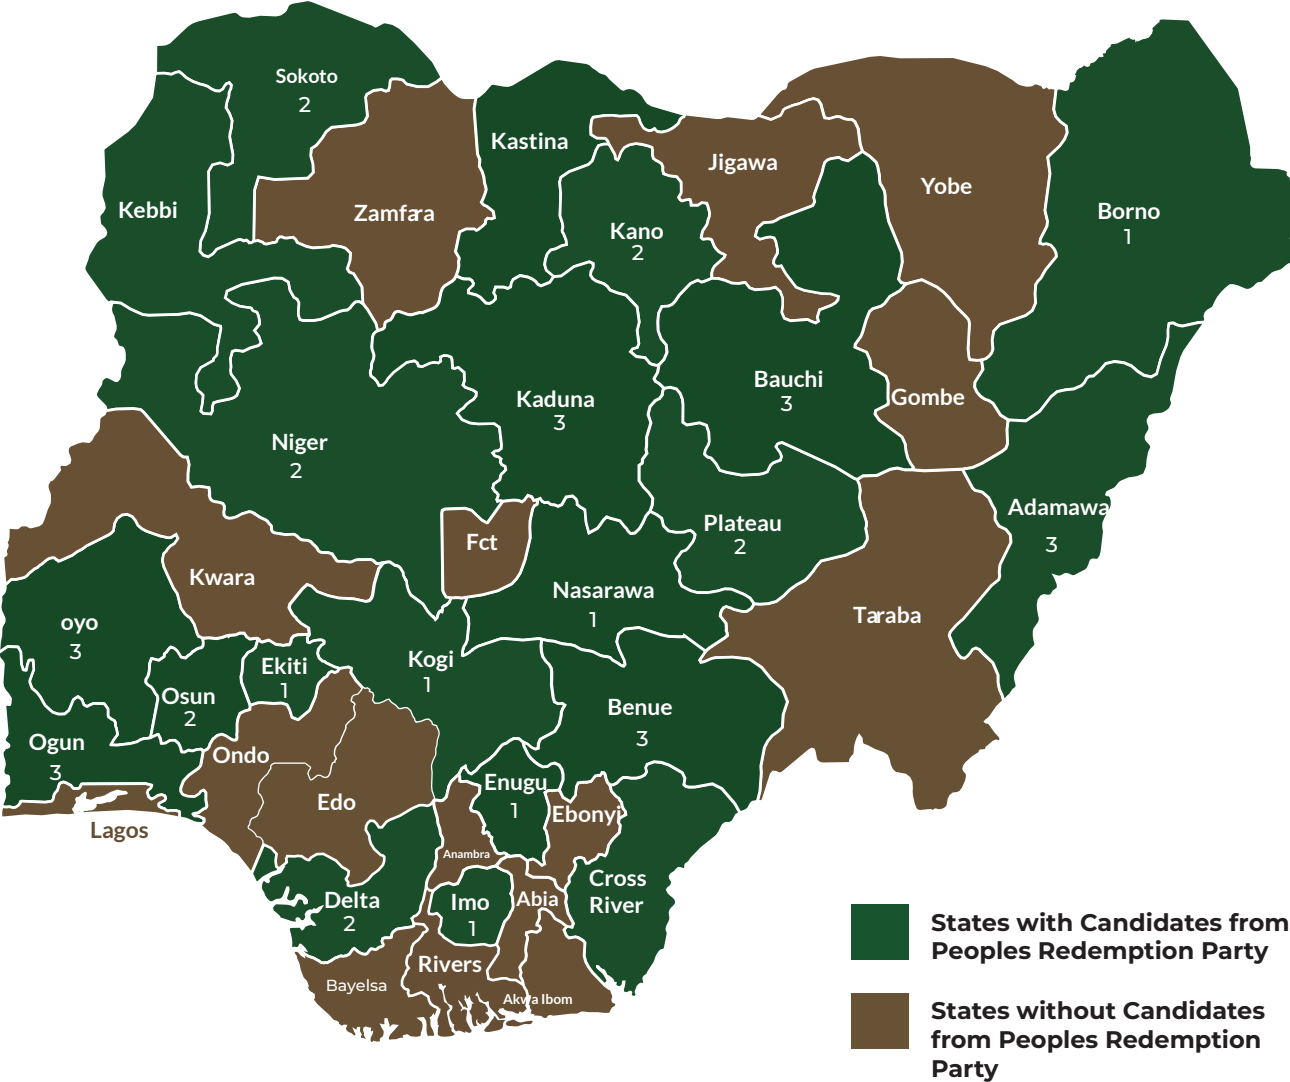 Sokoto
2
Kastina
Jigawa
Yobe
Kebbi
Zamfara
Borno
1
Kano
2
Bauchi
3
Gombe
Kaduna
3
Niger
2
Adamawa
3
Plateau
2
Fct
Kwara
Nasarawa
1
Taraba
oyo
3
Ekiti
1
Kogi
1
Osun
2
Benue
3
Ogun
3
Ondo
Edo
Enugu
1
Ebonyi
Lagos
Anambra
Cross
River
Delta
2
Imo
1
Abia
Rivers
Bayelsa
Akwa Ibom
States with Candidates from
Peoples Redemption Party
States without Candidates
from Peoples Redemption
Party